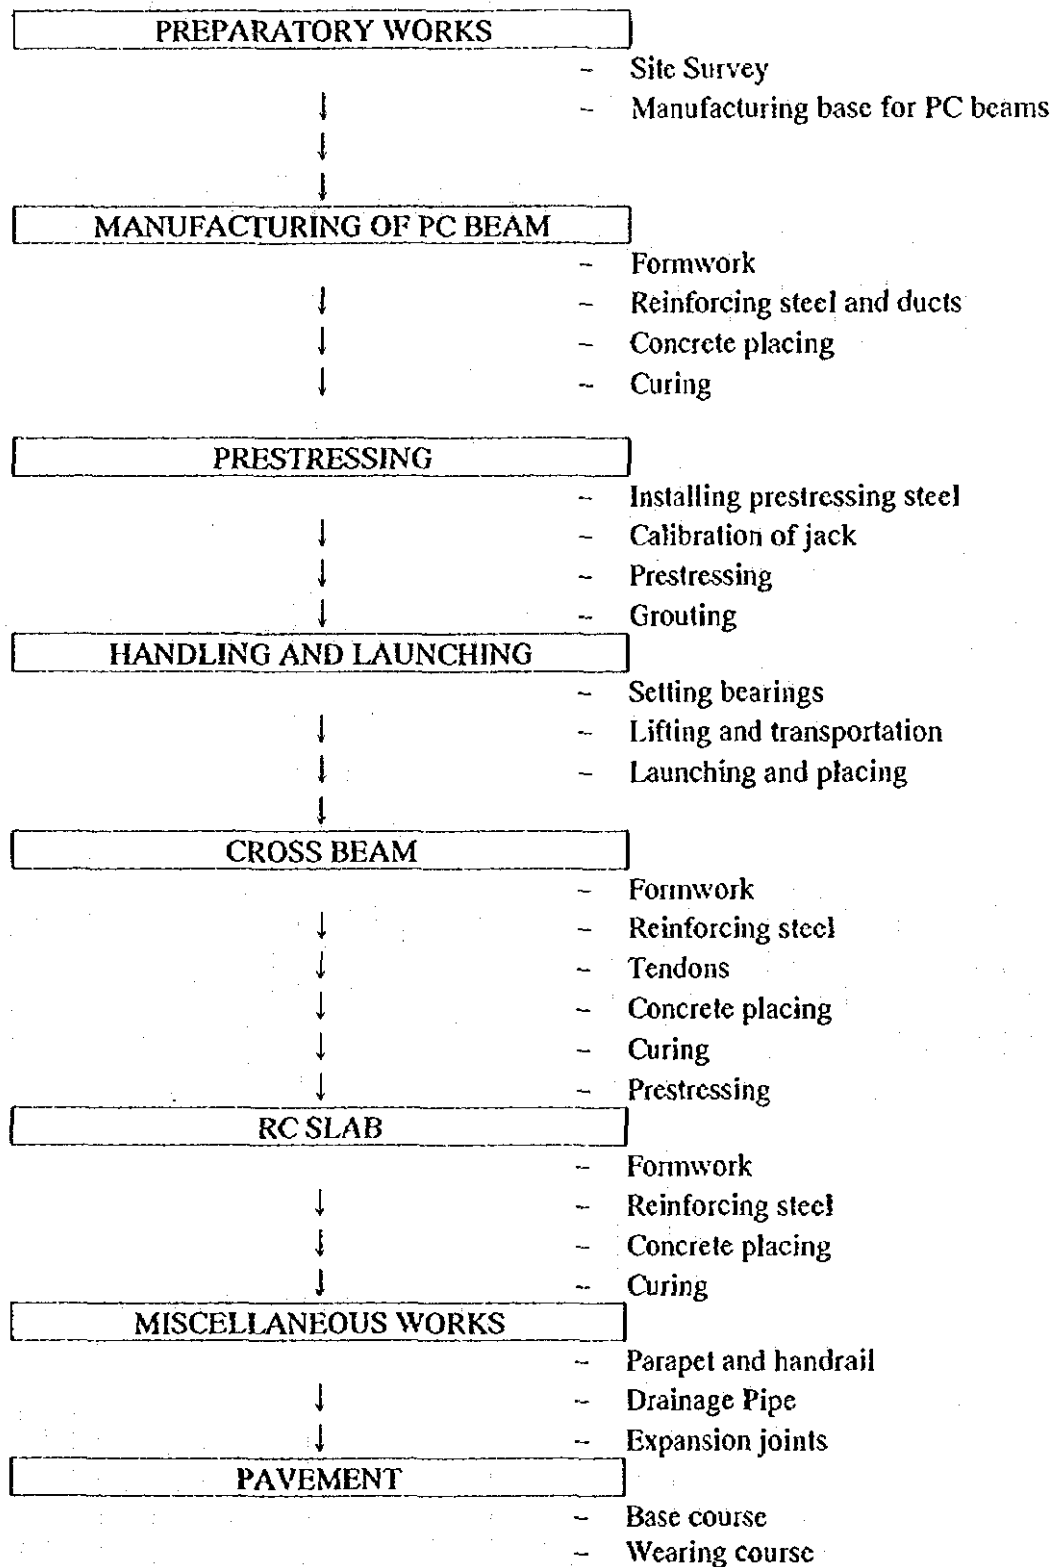 PREPARATORY WORKS
– Site Survey
– Manufacturing base for PC beams
MANUFACTURING OF PC BEAM
– Formwork
– Reinforcing steel and ducts
– Concrete placing
– Curing
PRESTRESSING
– Installing prestressing steel
– Calibration of jack
– Prestressing
– Grouting
HANDLING AND LAUNCHING
– Setting bearings
– Lifting and transportation
– Launching and placing
CROSS BEAM
– Formwork
– Reinforcing steel
– Tendons
– Concrete placing
– Curing
– Prestressing
RC SLAB
– Formwork
– Reinforcing steel
– Concrete placing
– Curing
MISCELLANEOUS WORKS
– Parapet and handrail
– Drainage Pipe
– Expansion joints
PAVEMENT
– Base course
– Wearing course